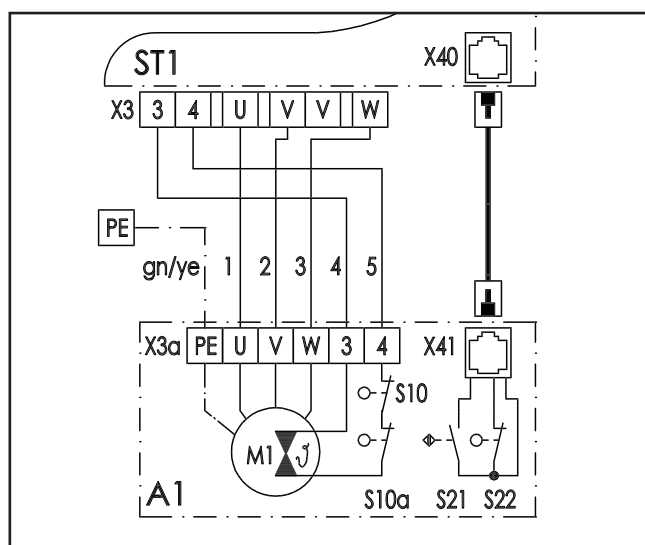 ST1
X40
X3 3 4 U V V W
PE
gn/ye 1 2 3 4 5
X3a PE U V W 3 4 X41
S10
M1 ϑ
A1 S10a S21 S22